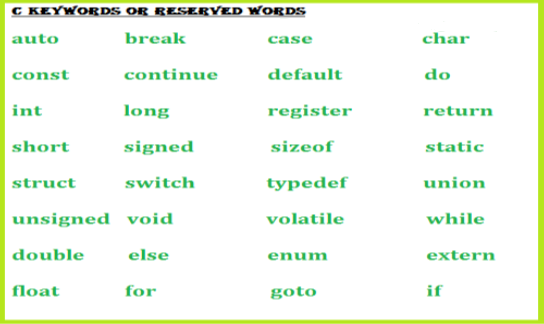 C KEYWORDS OR RESERVED WORDS
auto break case char
const continue default do
int long register return
short signed sizeof static
struct switch typedef union
unsigned void volatile while
double else enum extern
float for goto if